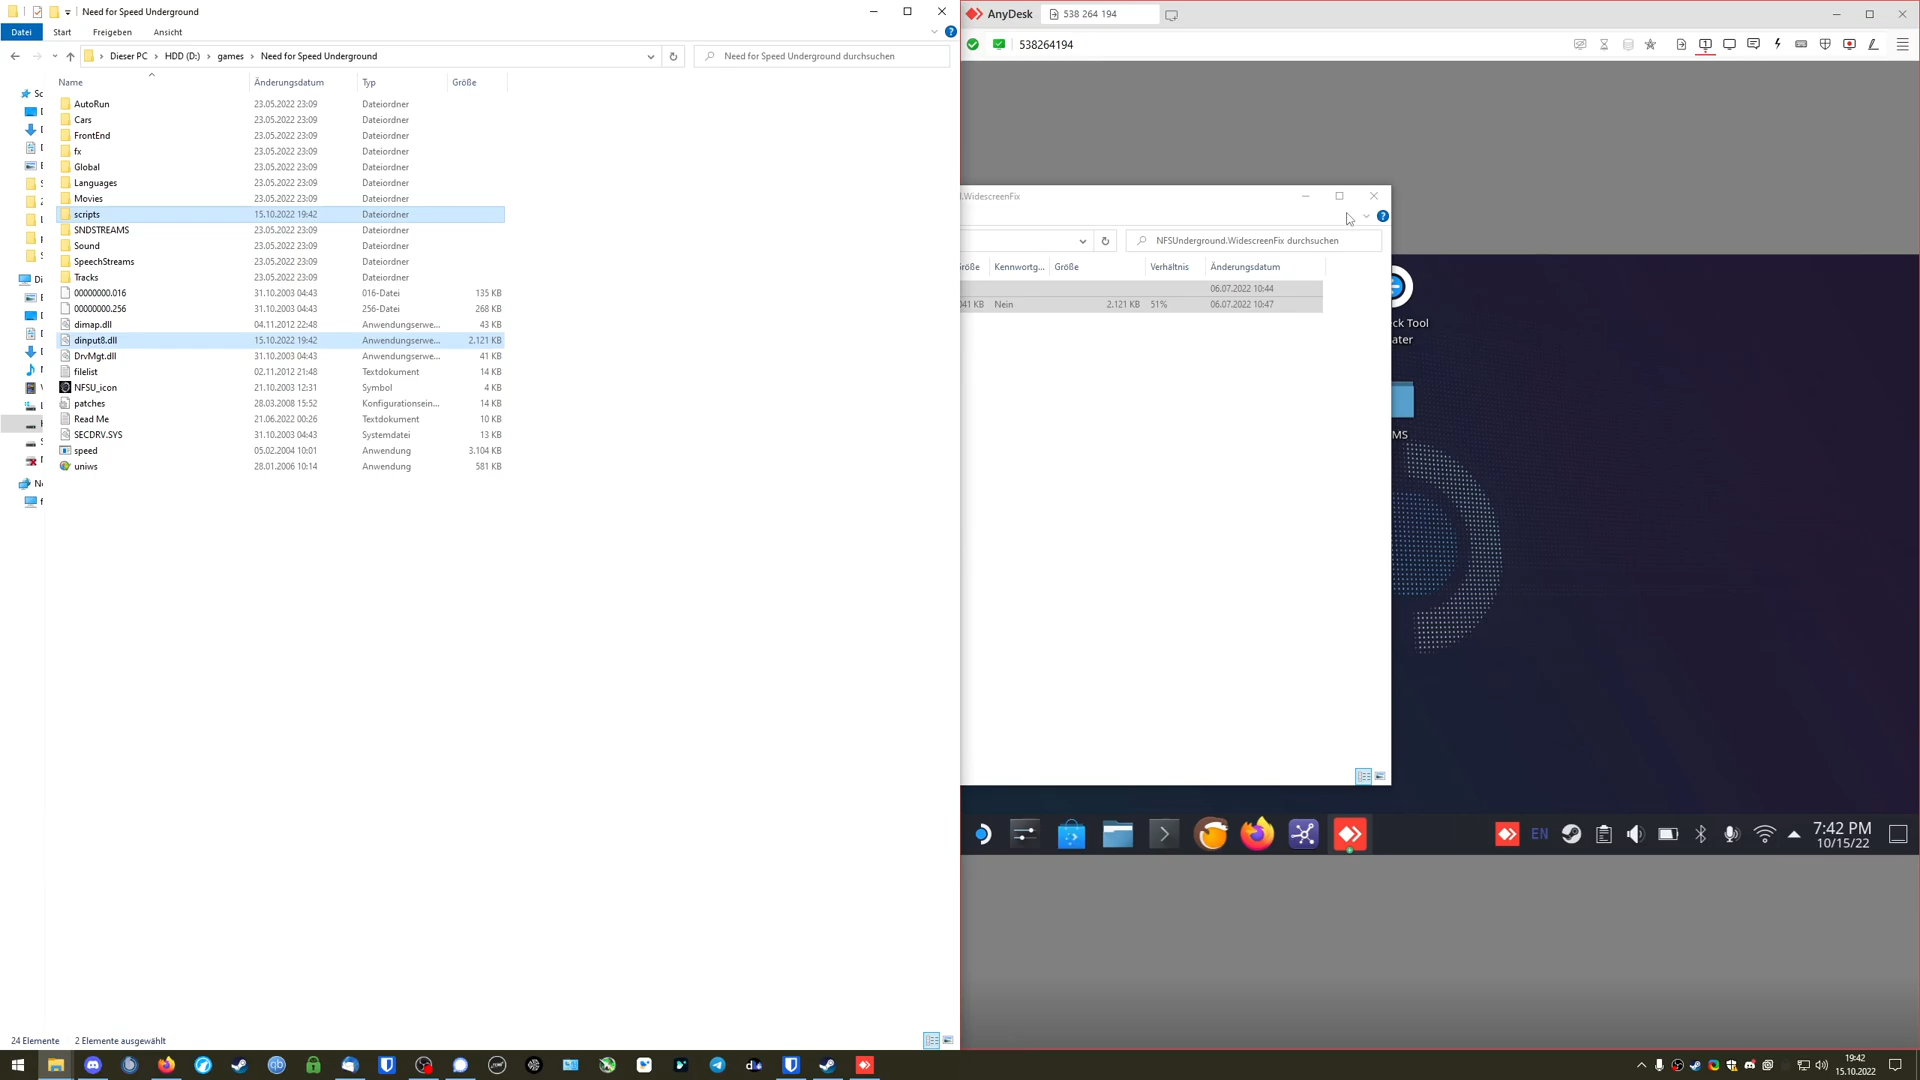 Need for Speed Underground
Datei Start Freigeben Ansicht
Dieser PC > HDD (D:) > games > Need for Speed Underground
Need for Speed Underground durchsuchen
Name Änderungsdatum Typ Größe
AutoRun 23.05.2022 23:09 Dateiordner
Cars 23.05.2022 23:09 Dateiordner
FrontEnd 23.05.2022 23:09 Dateiordner
fx 23.05.2022 23:09 Dateiordner
Global 23.05.2022 23:09 Dateiordner
Languages 23.05.2022 23:09 Dateiordner
Movies 23.05.2022 23:09 Dateiordner
scripts 15.10.2022 19:42 Dateiordner
SNDSTREAMS 23.05.2022 23:09 Dateiordner
Sound 23.05.2022 23:09 Dateiordner
SpeechStreams 23.05.2022 23:09 Dateiordner
Tracks 23.05.2022 23:09 Dateiordner
00000000.016 31.10.2003 04:43 016-Datei 135 KB
00000000.256 31.10.2003 04:43 256-Datei 268 KB
dimap.dll 04.11.2012 22:48 Anwendungserwe... 43 KB
dinput8.dll 15.10.2022 19:42 Anwendungserwe... 2.121 KB
DrvMgt.dll 31.10.2003 04:43 Anwendungserwe... 41 KB
filelist 02.11.2012 21:48 Textdokument 14 KB
NFSU_icon 21.10.2003 12:31 Symbol 4 KB
patches 28.03.2008 15:52 Konfigurationsein... 14 KB
Read Me 21.06.2022 00:26 Textdokument 10 KB
SECDRV.SYS 31.10.2003 04:43 Systemdatei 13 KB
speed 05.02.2004 10:01 Anwendung 3.104 KB
uniws 28.01.2006 10:14 Anwendung 581 KB
24 Elemente 2 Elemente ausgewählt
AnyDesk 538 264 194
538264194
.WidescreenFix
NFSUnderground.WidescreenFix durchsuchen
Größe Kennwortg... Größe Verhältnis Änderungsdatum
06.07.2022 10:44
041 KB Nein 2.121 KB 51% 06.07.2022 10:47
ck Tool
ater
MS
EN
7:42 PM
10/15/22
19:42
15.10.2022